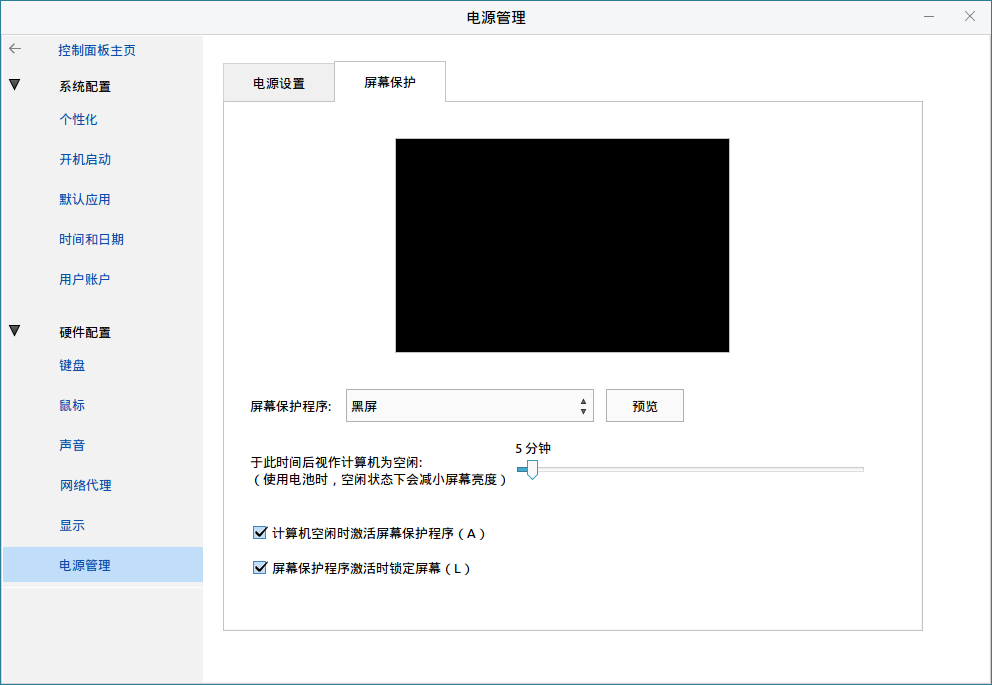 电源管理
控制面板主页
系统配置
个性化
开机启动
默认应用
时间和日期
用户账户
硬件配置
键盘
鼠标
声音
网络代理
显示
电源管理
电源设置
屏幕保护
屏幕保护程序:
黑屏
预览
5 分钟
于此时间后视作计算机为空闲:
（使用电池时，空闲状态下会减小屏幕亮度）
计算机空闲时激活屏幕保护程序（A）
屏幕保护程序激活时锁定屏幕（L）